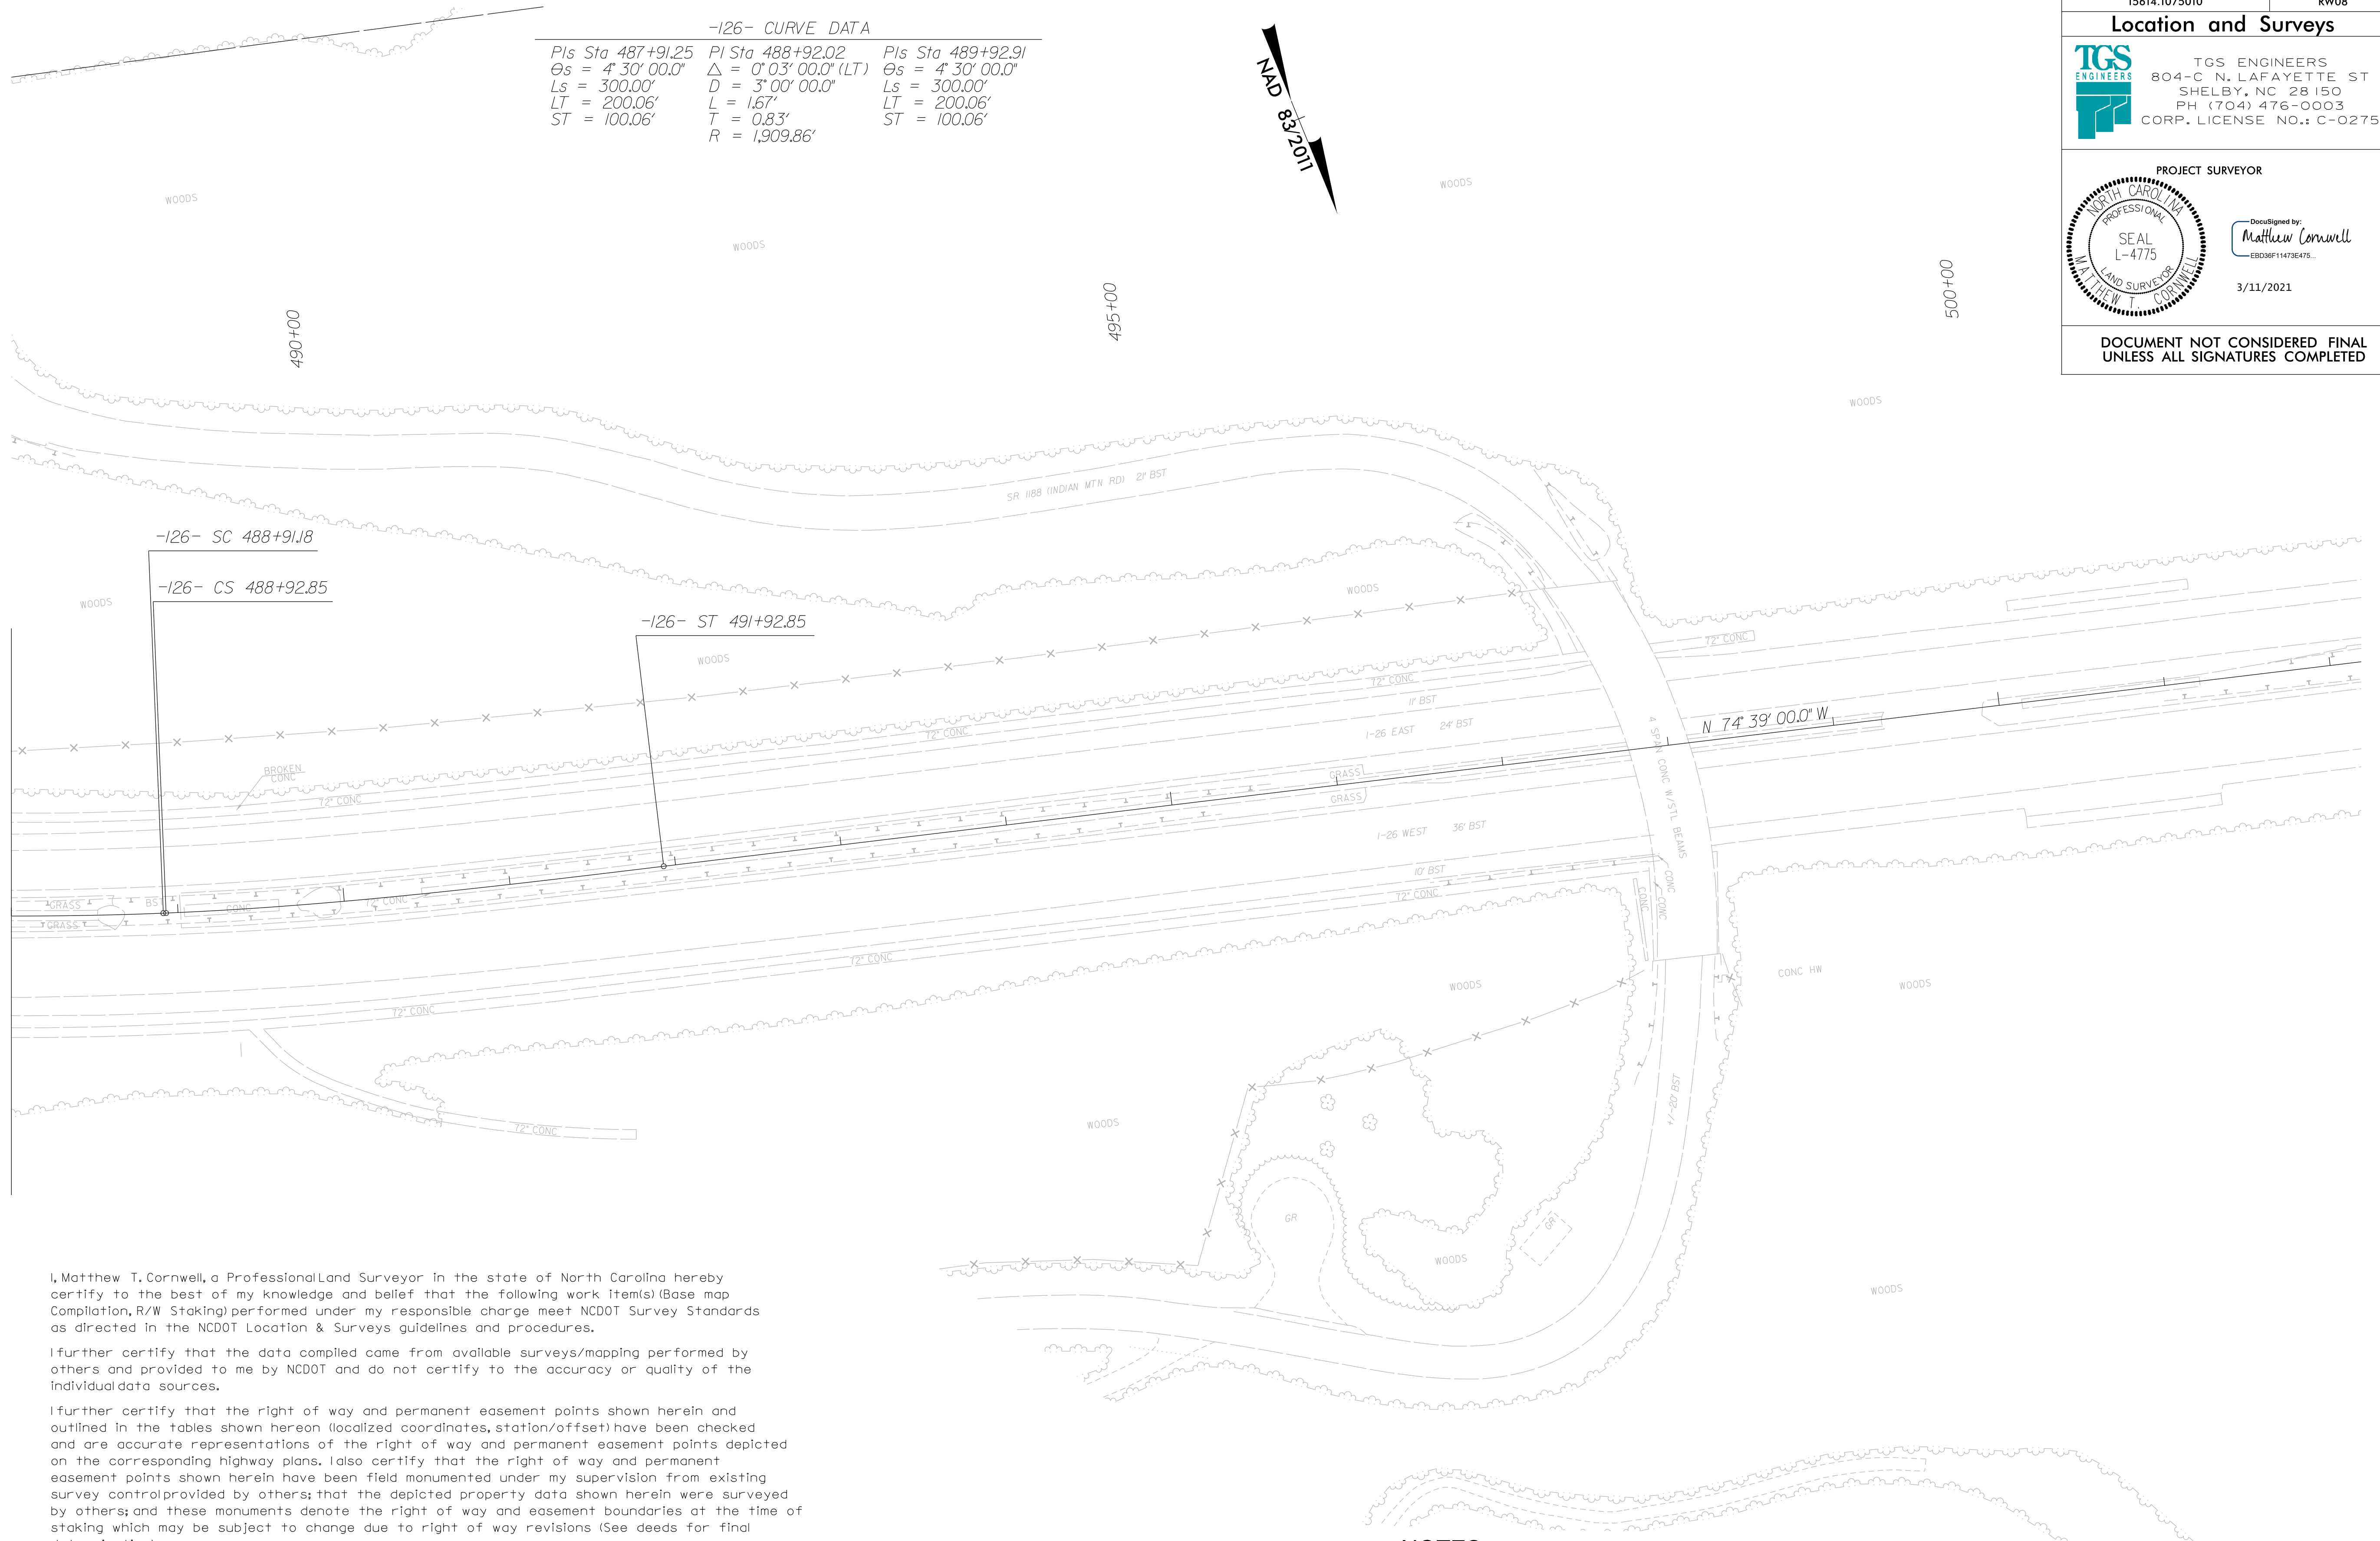 -126- CURVE DATA
PIs Sta 487+91.25 PI Sta 488+92.02 PIs Sta 489+92.91
Θs = 4° 30' 00.0" △ = 0° 03' 00.0" (LT) Θs = 4° 30' 00.0"
Ls = 300.00' D = 3° 00' 00.0" Ls = 300.00'
LT = 200.06' L = 1.67' LT = 200.06'
ST = 100.06' T = 0.83' ST = 100.06'
R = 1,909.86'
NAD 83/2011
15614.1075010 RW08
Location and Surveys
TGS
ENGINEERS
TGS ENGINEERS
804-C N. LAFAYETTE ST
SHELBY, NC 28150
PH (704) 476-0003
CORP. LICENSE NO.: C-0275
PROJECT SURVEYOR
NORTH CAROLINA
PROFESSIONAL
SEAL
L-4775
LAND SURVEYOR
MATTHEW T. CORNWELL
DocuSigned by:
Matthew Cornwell
EBD36F11473E475...
3/11/2021
DOCUMENT NOT CONSIDERED FINAL
UNLESS ALL SIGNATURES COMPLETED
WOODS
WOODS
WOODS
490+00
495+00
500+00
WOODS
SR 1188 (INDIAN MTN RD) 21' BST
-126- SC 488+91.18
-126- CS 488+92.85
-126- ST 491+92.85
WOODS
WOODS
WOODS
72" CONC
72" CONC
11' BST
I-26 EAST 24' BST
72" CONC
N 74° 39' 00.0" W
4 SPAN CONC W/STL BEAMS
BROKEN
CONC
72" CONC
GRASS
GRASS
I-26 WEST 36' BST
10' BST
72" CONC
CONC
CONC
CONC
GRASS
GRASS
BST
CONC
72" CONC
72" CONC
72" CONC
72" CONC
WOODS
CONC HW
WOODS
WOODS
+/-20' BST
GR
GR
WOODS
WOODS
I, Matthew T. Cornwell, a Professional Land Surveyor in the state of North Carolina hereby
certify to the best of my knowledge and belief that the following work item(s) (Base map
Compilation, R/W Staking) performed under my responsible charge meet NCDOT Survey Standards
as directed in the NCDOT Location & Surveys guidelines and procedures.
I further certify that the data compiled came from available surveys/mapping performed by
others and provided to me by NCDOT and do not certify to the accuracy or quality of the
individual data sources.
I further certify that the right of way and permanent easement points shown herein and
outlined in the tables shown hereon (localized coordinates, station/offset) have been checked
and are accurate representations of the right of way and permanent easement points depicted
on the corresponding highway plans. I also certify that the right of way and permanent
easement points shown herein have been field monumented under my supervision from existing
survey control provided by others; that the depicted property data shown herein were surveyed
by others; and these monuments denote the right of way and easement boundaries at the time of
staking which may be subject to change due to right of way revisions (See deeds for final